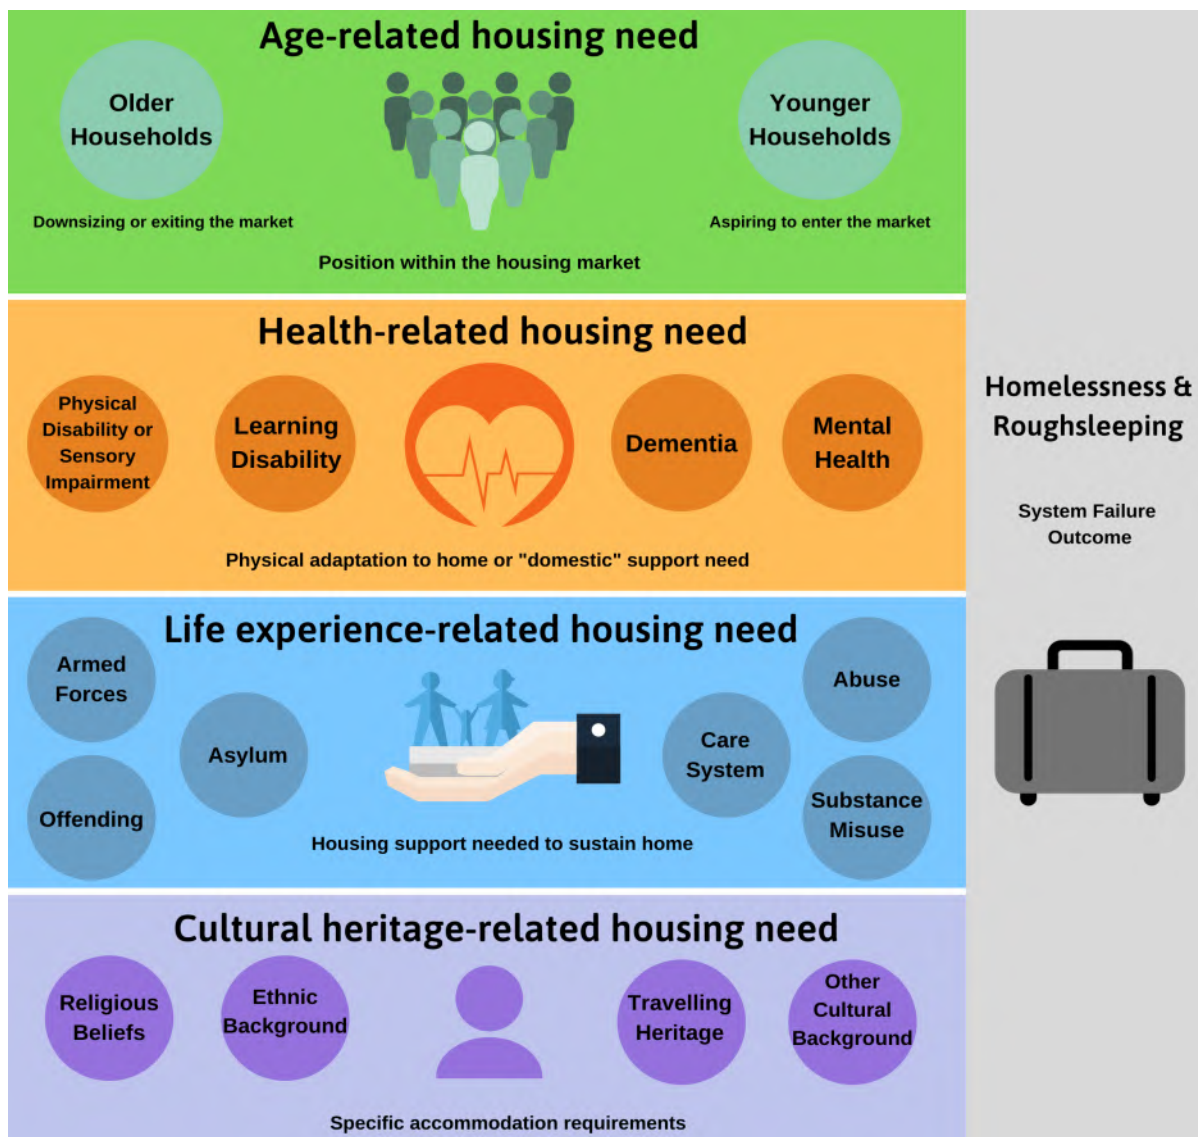 Age-related housing need
Older
Households
Younger
Households
Downsizing or exiting the market
Aspiring to enter the market
Position within the housing market
Health-related housing need
Physical
Disability or
Sensory
Impairment
Learning
Disability
Dementia
Mental
Health
Physical adaptation to home or "domestic" support need
Life experience-related housing need
Armed
Forces
Asylum
Offending
Care
System
Abuse
Substance
Misuse
Housing support needed to sustain home
Cultural heritage-related housing need
Religious
Beliefs
Ethnic
Background
Travelling
Heritage
Other
Cultural
Background
Specific accommodation requirements
Homelessness &
Roughsleeping
System Failure
Outcome